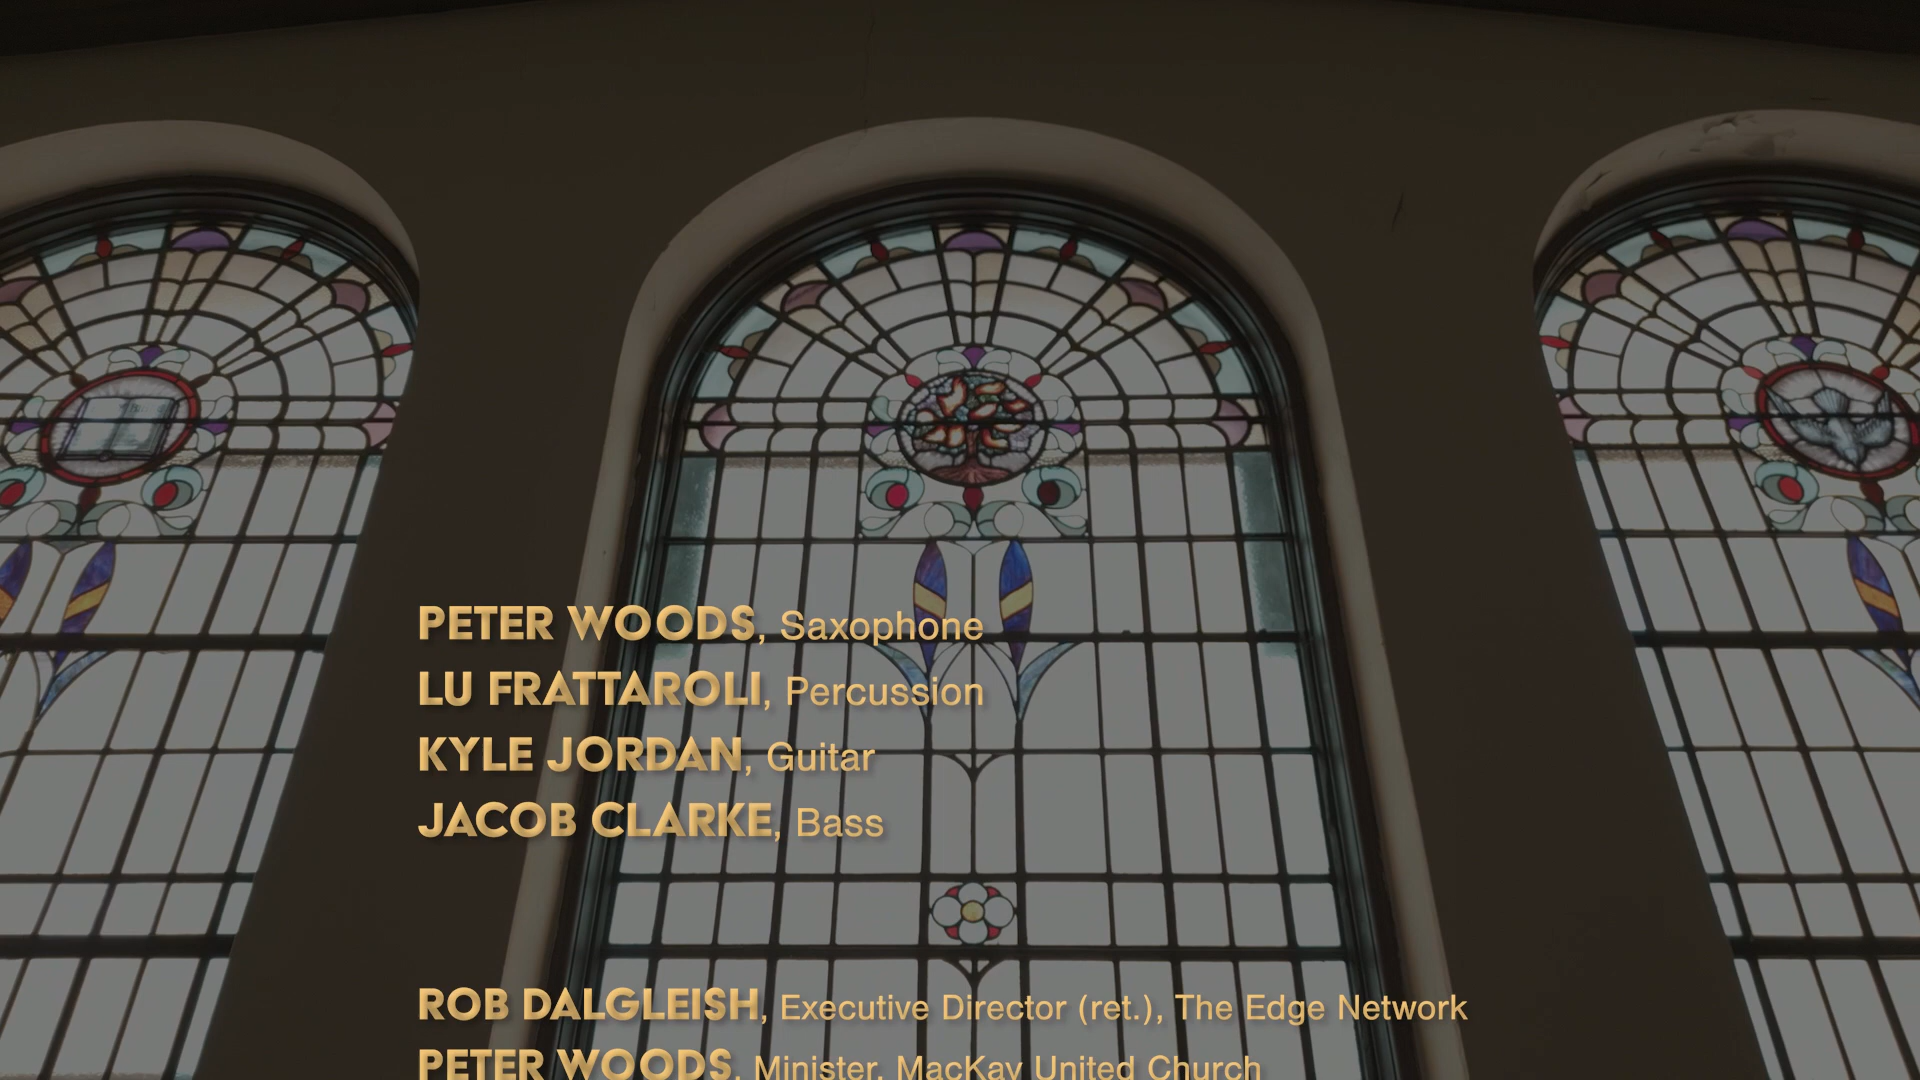 PETER WOODS, Saxophone
LU FRATTAROLI, Percussion
KYLE JORDAN, Guitar
JACOB CLARKE, Bass
ROB DALGLEISH, Executive Director (ret.), The Edge Network
PETER WOODS, Minister, MacKay United Church